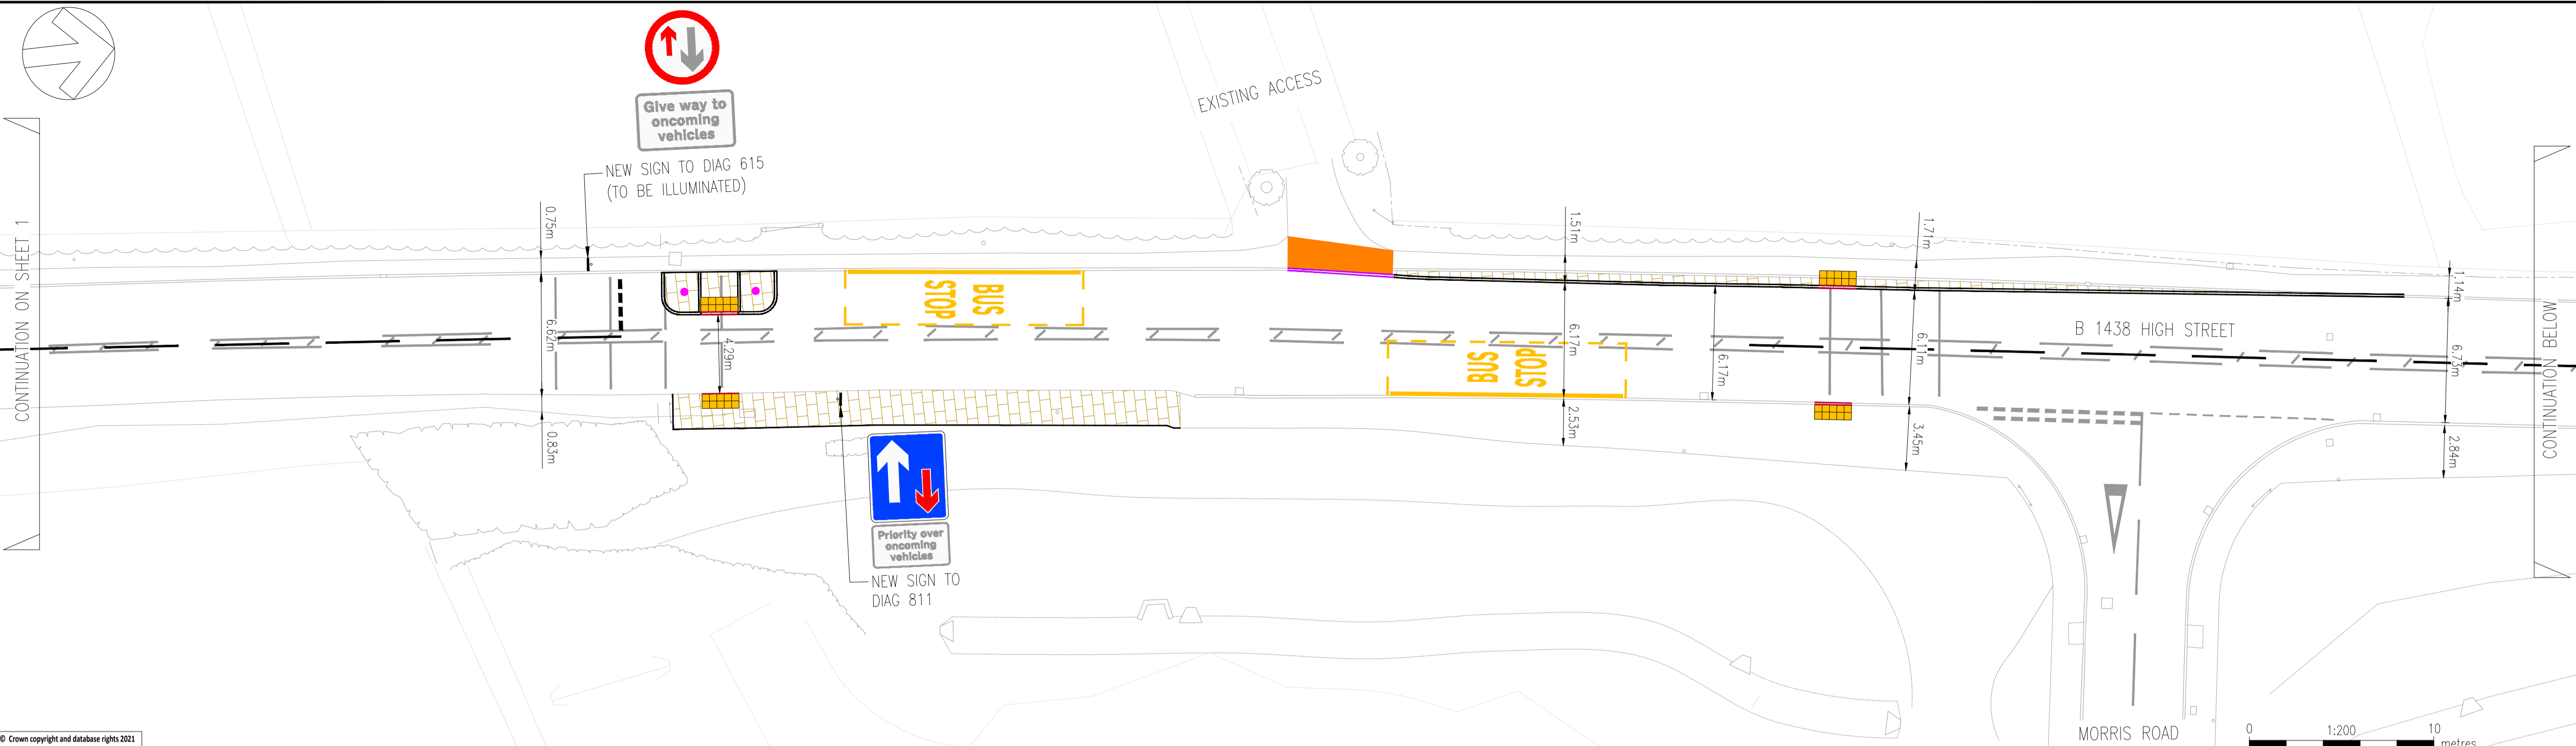 Give way to
oncoming
vehicles
NEW SIGN TO DIAG 615
(TO BE ILLUMINATED)
EXISTING ACCESS
CONTINUATION ON SHEET 1
0.75m
6.62m
0.83m
4.29m
BUS
STOP
1.51m
6.17m
2.53m
BUS
STOP
6.17m
1.71m
6.11m
3.45m
B 1438 HIGH STREET
1.14m
6.73m
2.84m
CONTINUATION BELOW
Priority over
oncoming
vehicles
NEW SIGN TO
DIAG 811
MORRIS ROAD
0 1:200 10
metres
© Crown copyright and database rights 2021